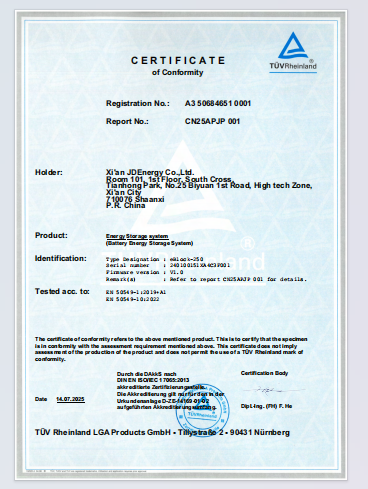 CERTIFICATE
of Conformity
TÜVRheinland
®
Registration No.: A3 50684651 0001
Report No.: CN25APJP 001
Holder: Xi'an JDEnergy Co.,Ltd.
Room 101, 1st Floor, South Cross,
Tianhong Park, No.25 Biyuan 1st Road, High tech Zone,
Xi'an City
710076 Shaanxi
P.R. China
Product: Energy Storage system
(Battery Energy Storage System)
Identification: Type Designation : eBlock-250
Serial number :
Firmware version : V1.0
Remark(s) : Refer to report CN25APJP 001 for details.
Tested acc. to: EN 50549-1:2019+A1
EN 50549-10:2022
The certificate of conformity refers to the above mentioned product. This is to certify that the specimen
is in conformity with the assessment requirement mentioned above. This certificate does not imply
assessment of the production of the product and does not permit the use of a TÜV Rheinland mark of
conformity.
Durch die DAkkS nach
DIN EN ISO/IEC 17065:2013
akkreditierte Zertifizierungsstelle.
Die Akkreditierung gilt nur für den in der
Urkundenanlage D-ZE-14169-01-02
aufgeführten Akkreditierungsumfang.
Certification Body
Date 14.07.2025
Dipl.-Ing. (FH) F. He
TÜV Rheinland LGA Products GmbH - Tillystraße 2 - 90431 Nürnberg